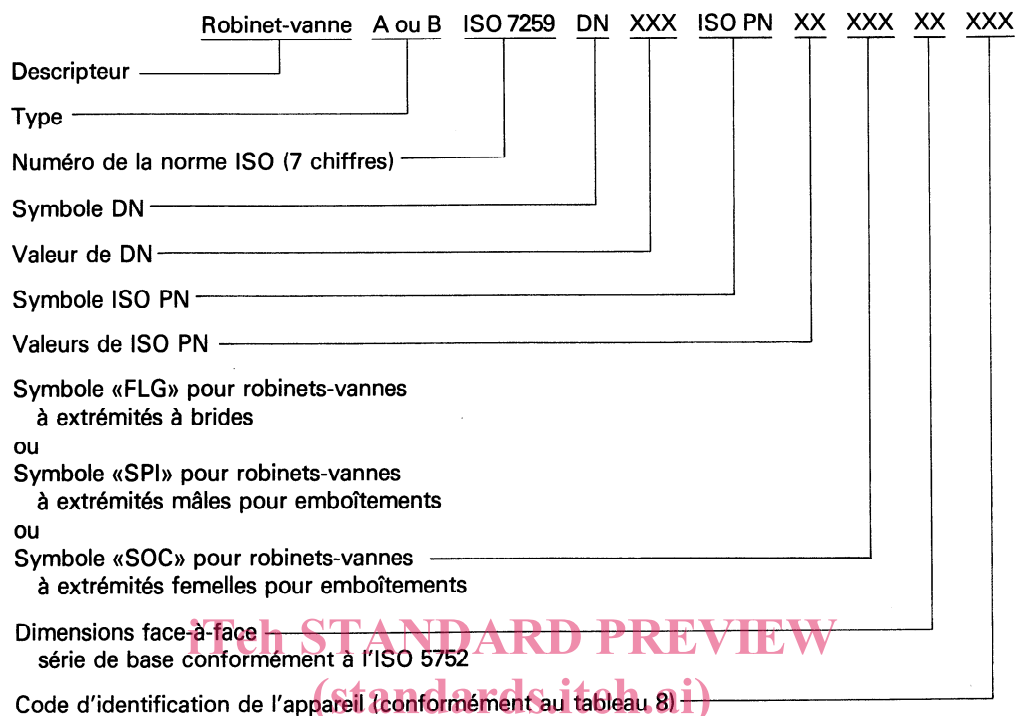 Robinet-vanne A ou B ISO 7259 DN XXX ISO PN XX XXX XX XXX
Descripteur
Type
Numéro de la norme ISO (7 chiffres)
Symbole DN
Valeur de DN
Symbole ISO PN
Valeurs de ISO PN
Symbole «FLG» pour robinets-vannes
à extrémités à brides
ou
Symbole «SPI» pour robinets-vannes
à extrémités mâles pour emboîtements
ou
Symbole «SOC» pour robinets-vannes
à extrémités femelles pour emboîtements
Dimensions face-à-face
iTeh STANDARD PREVIEW
série de base conformément à l'ISO 5752
Code d'identification de l'appareil (conformément au tableau 8)
(standards.iteh.ai)